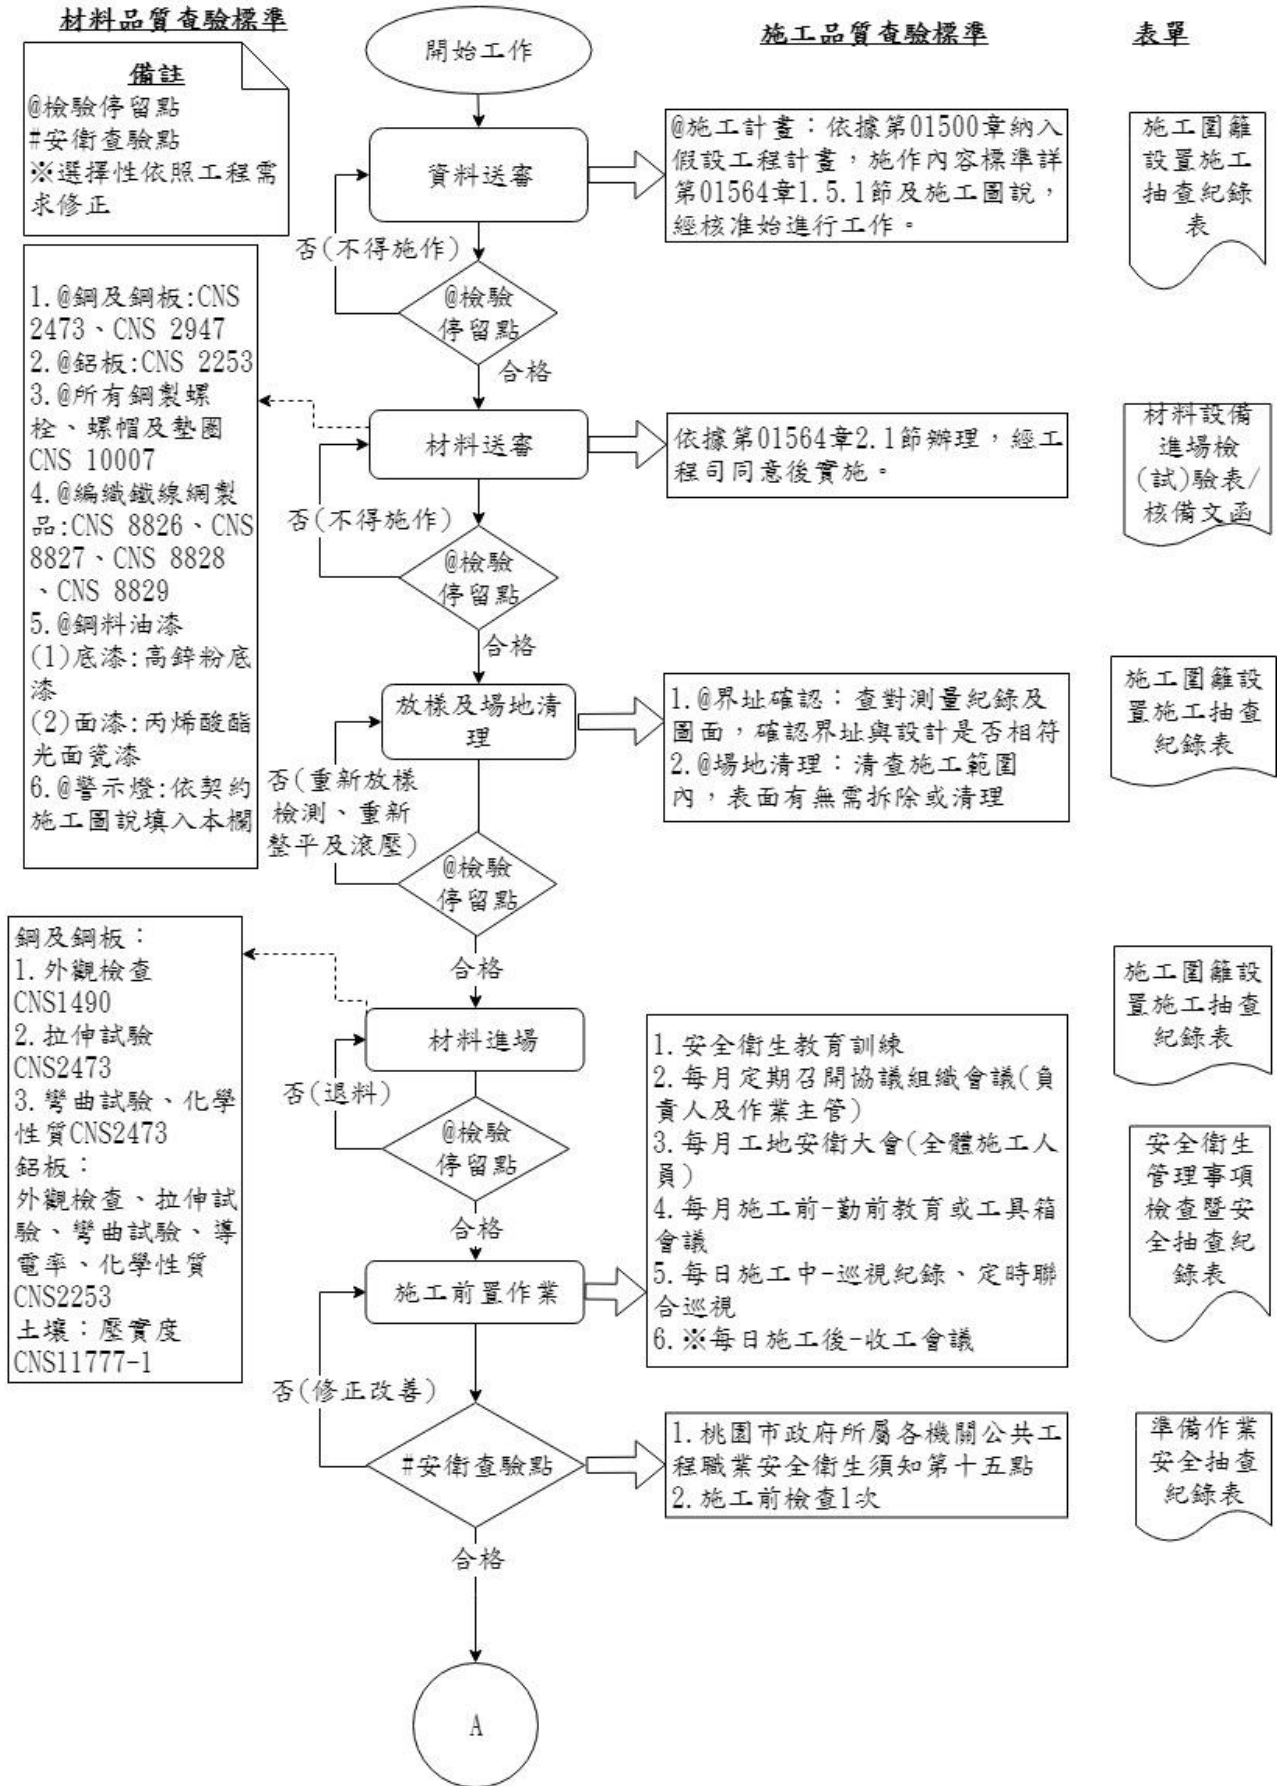 材料品質查驗標準
備註
@檢驗停留點
#安衛查驗點
※選擇性依照工程需
求修正
1.@鋼及鋼板:CNS
2473、CNS 2947
2.@鋁板:CNS 2253
3.@所有鋼製螺
栓、螺帽及墊圈
CNS 10007
4.@編織鐵線網製
品:CNS 8826、CNS
8827、CNS 8828
、CNS 8829
5.@鋼料油漆
(1)底漆:高鋅粉底
漆
(2)面漆:丙烯酸酯
光面瓷漆
6.@警示燈:依契約
施工圖說填入本欄
鋼及鋼板：
1.外觀檢查
CNS1490
2.拉伸試驗
CNS2473
3.彎曲試驗、化學
性質CNS2473
鋁板：
外觀檢查、拉伸試
驗、彎曲試驗、導
電率、化學性質
CNS2253
土壤：壓實度
CNS11777-1
開始工作
資料送審
否(不得施作)
@檢驗
停留點
合格
材料送審
否(不得施作)
@檢驗
停留點
合格
放樣及場地清
理
否(重新放樣
檢測、重新
整平及滾壓)
@檢驗
停留點
合格
材料進場
否(退料)
@檢驗
停留點
合格
施工前置作業
否(修正改善)
#安衛查驗點
合格
A
施工品質查驗標準
@施工計畫：依據第01500章納入
假設工程計畫，施作內容標準詳
第01564章1.5.1節及施工圖說，
經核准始進行工作。
依據第01564章2.1節辦理，經工
程司同意後實施。
1.@界址確認：查對測量紀錄及
圖面，確認界址與設計是否相符
2.@場地清理：清查施工範圍
內，表面有無需拆除或清理
1.安全衛生教育訓練
2.每月定期召開協議組織會議(負
責人及作業主管)
3.每月工地安衛大會(全體施工人
員)
4.每月施工前-勤前教育或工具箱
會議
5.每日施工中-巡視紀錄、定時聯
合巡視
6.※每日施工後-收工會議
1.桃園市政府所屬各機關公共工
程職業安全衛生須知第十五點
2.施工前檢查1次
表單
施工圍籬
設置施工
抽查紀錄
表
材料設備
進場檢
(試)驗表/
核備文函
施工圍籬設
置施工抽查
紀錄表
施工圍籬設
置施工抽查
紀錄表
安全衛生
管理事項
檢查暨安
全抽查紀
錄表
準備作業
安全抽查
紀錄表